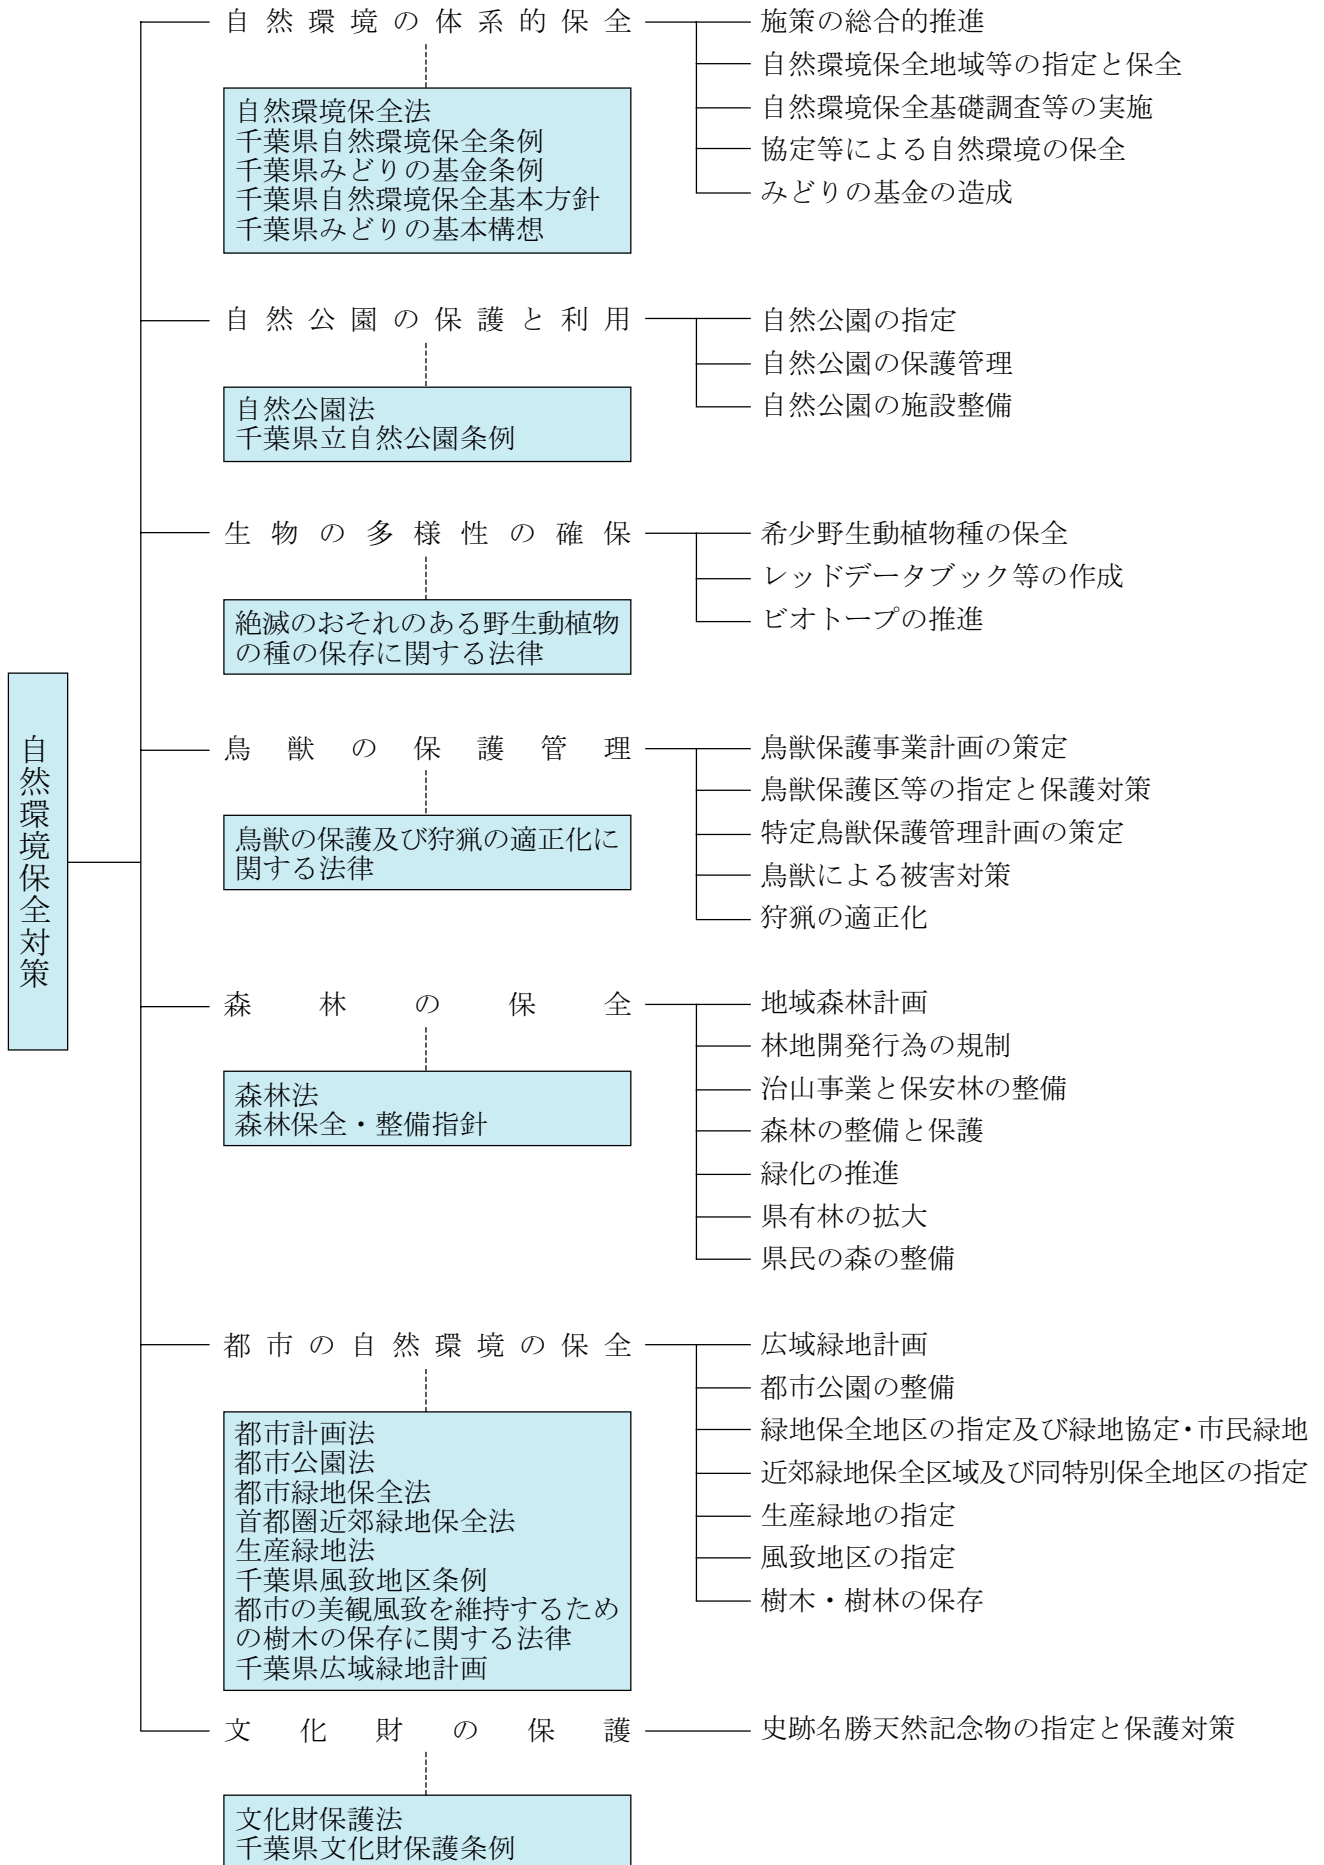 自然環境保全対策
自然環境の体系的保全
自然環境保全法
千葉県自然環境保全条例
千葉県みどりの基金条例
千葉県自然環境保全基本方針
千葉県みどりの基本構想
施策の総合的推進
自然環境保全地域等の指定と保全
自然環境保全基礎調査等の実施
協定等による自然環境の保全
みどりの基金の造成
自然公園の保護と利用
自然公園法
千葉県立自然公園条例
自然公園の指定
自然公園の保護管理
自然公園の施設整備
生物の多様性の確保
絶滅のおそれのある野生動植物
の種の保存に関する法律
希少野生動植物種の保全
レッドデータブック等の作成
ビオトープの推進
鳥獣の保護管理
鳥獣の保護及び狩猟の適正化に
関する法律
鳥獣保護事業計画の策定
鳥獣保護区等の指定と保護対策
特定鳥獣保護管理計画の策定
鳥獣による被害対策
狩猟の適正化
森林の保全
森林法
森林保全・整備指針
地域森林計画
林地開発行為の規制
治山事業と保安林の整備
森林の整備と保護
緑化の推進
県有林の拡大
県民の森の整備
都市の自然環境の保全
都市計画法
都市公園法
都市緑地保全法
首都圏近郊緑地保全法
生産緑地法
千葉県風致地区条例
都市の美観風致を維持するため
の樹木の保存に関する法律
千葉県広域緑地計画
広域緑地計画
都市公園の整備
緑地保全地区の指定及び緑地協定・市民緑地
近郊緑地保全区域及び同特別保全地区の指定
生産緑地の指定
風致地区の指定
樹木・樹林の保存
文化財の保護
文化財保護法
千葉県文化財保護条例
史跡名勝天然記念物の指定と保護対策